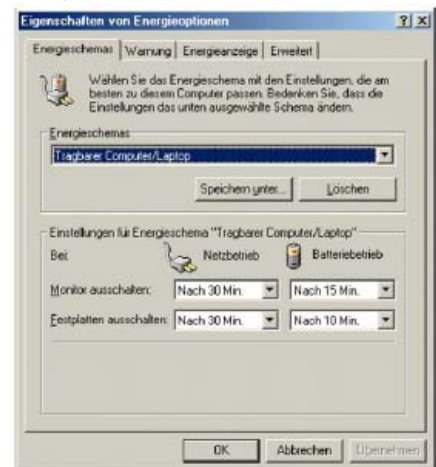 Eigenschaften von Energieoptionen
Energieschemas Warnung Energieanzeige Erweitert
Wählen Sie das Energieschema mit den Einstellungen, die am
besten zu diesem Computer passen. Bedenken Sie, dass die
Einstellungen das unten ausgewählte Schema ändern.
Energieschemas
Tragbarer Computer/Laptop
Speichern unter... Löschen
Einstellungen für Energieschema "Tragbarer Computer/Laptop"
Bei: Netzbetrieb Batteriebetrieb
Monitor ausschalten: Nach 30 Min. Nach 15 Min.
Festplatten ausschalten: Nach 30 Min. Nach 10 Min.
OK Abbrechen Übernehmen